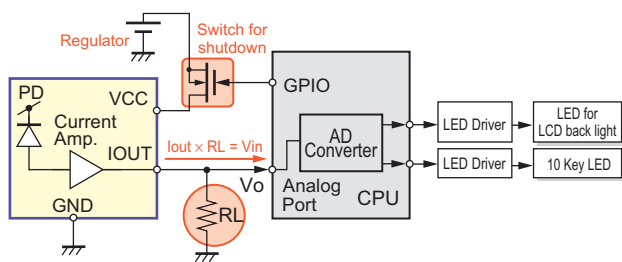 Regulator
Switch for
shutdown
PD
Current
Amp.
VCC
IOUT
GND
Iout × RL = Vin
Vo
RL
GPIO
AD
Converter
Analog
Port
CPU
LED Driver
LED for
LCD back light
LED Driver
10 Key LED